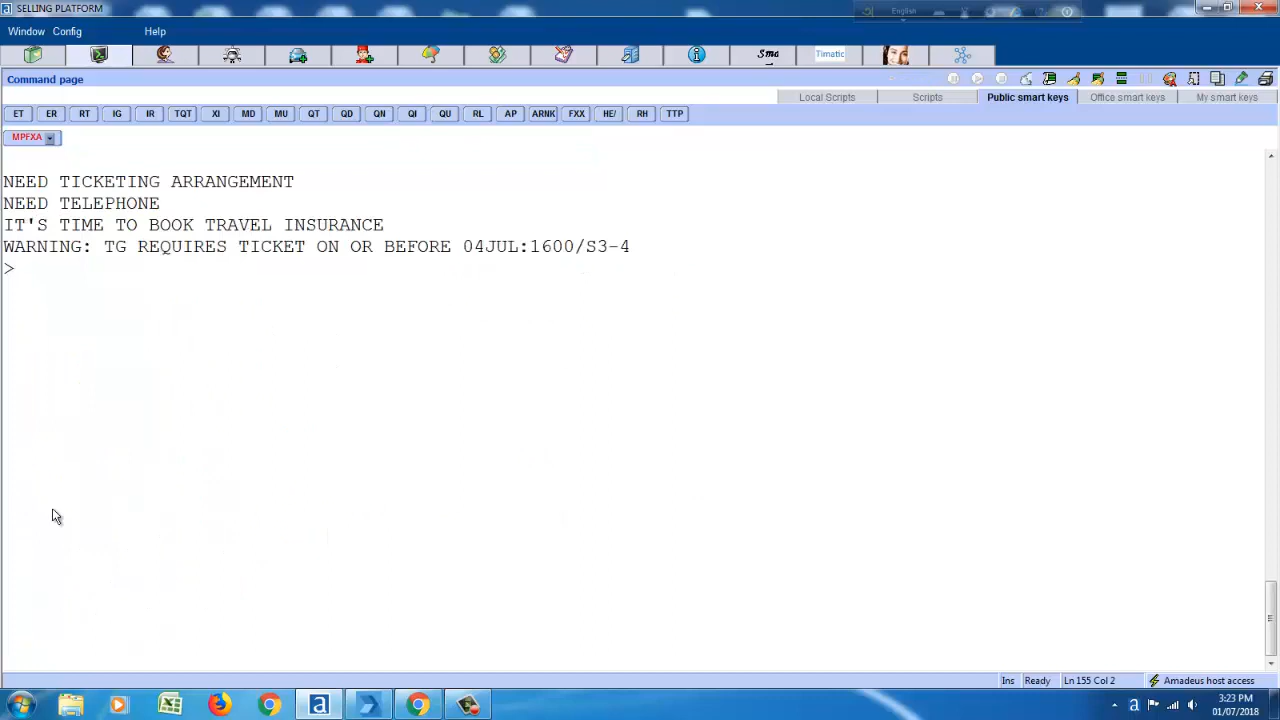 SELLING PLATFORM
English
Window Config Help
Sma
Timatic
Command page
Local Scripts Scripts Public smart keys Office smart keys My smart keys
ET ER RT IG IR TQT XI MD MU QT QD QN QI QU RL AP ARNK FXX HE/ RH TTP
MPFXA
NEED TICKETING ARRANGEMENT
NEED TELEPHONE
IT'S TIME TO BOOK TRAVEL INSURANCE
WARNING: TG REQUIRES TICKET ON OR BEFORE 04JUL:1600/S3-4
>
Ins Ready Ln 155 Col 2 Amadeus host access
3:23 PM
01/07/2018